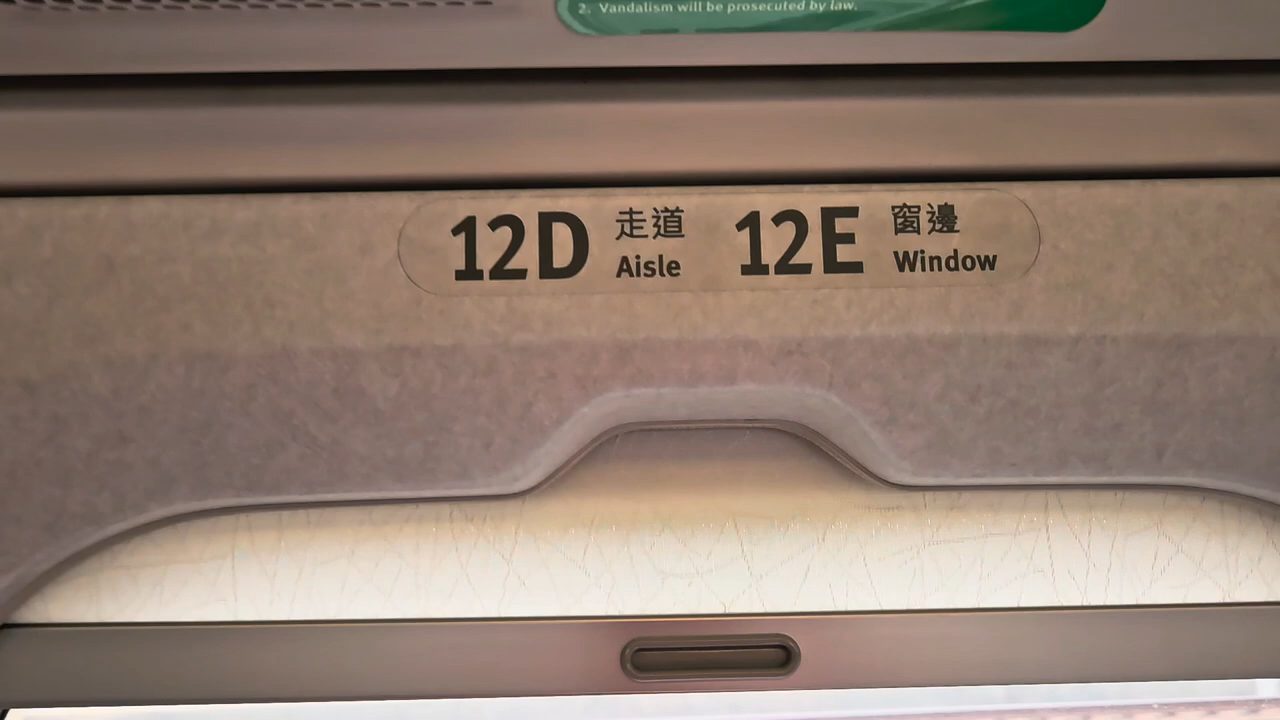 2. Vandalism will be prosecuted by law.
12D 走道 Aisle 12E 窗邊 Window